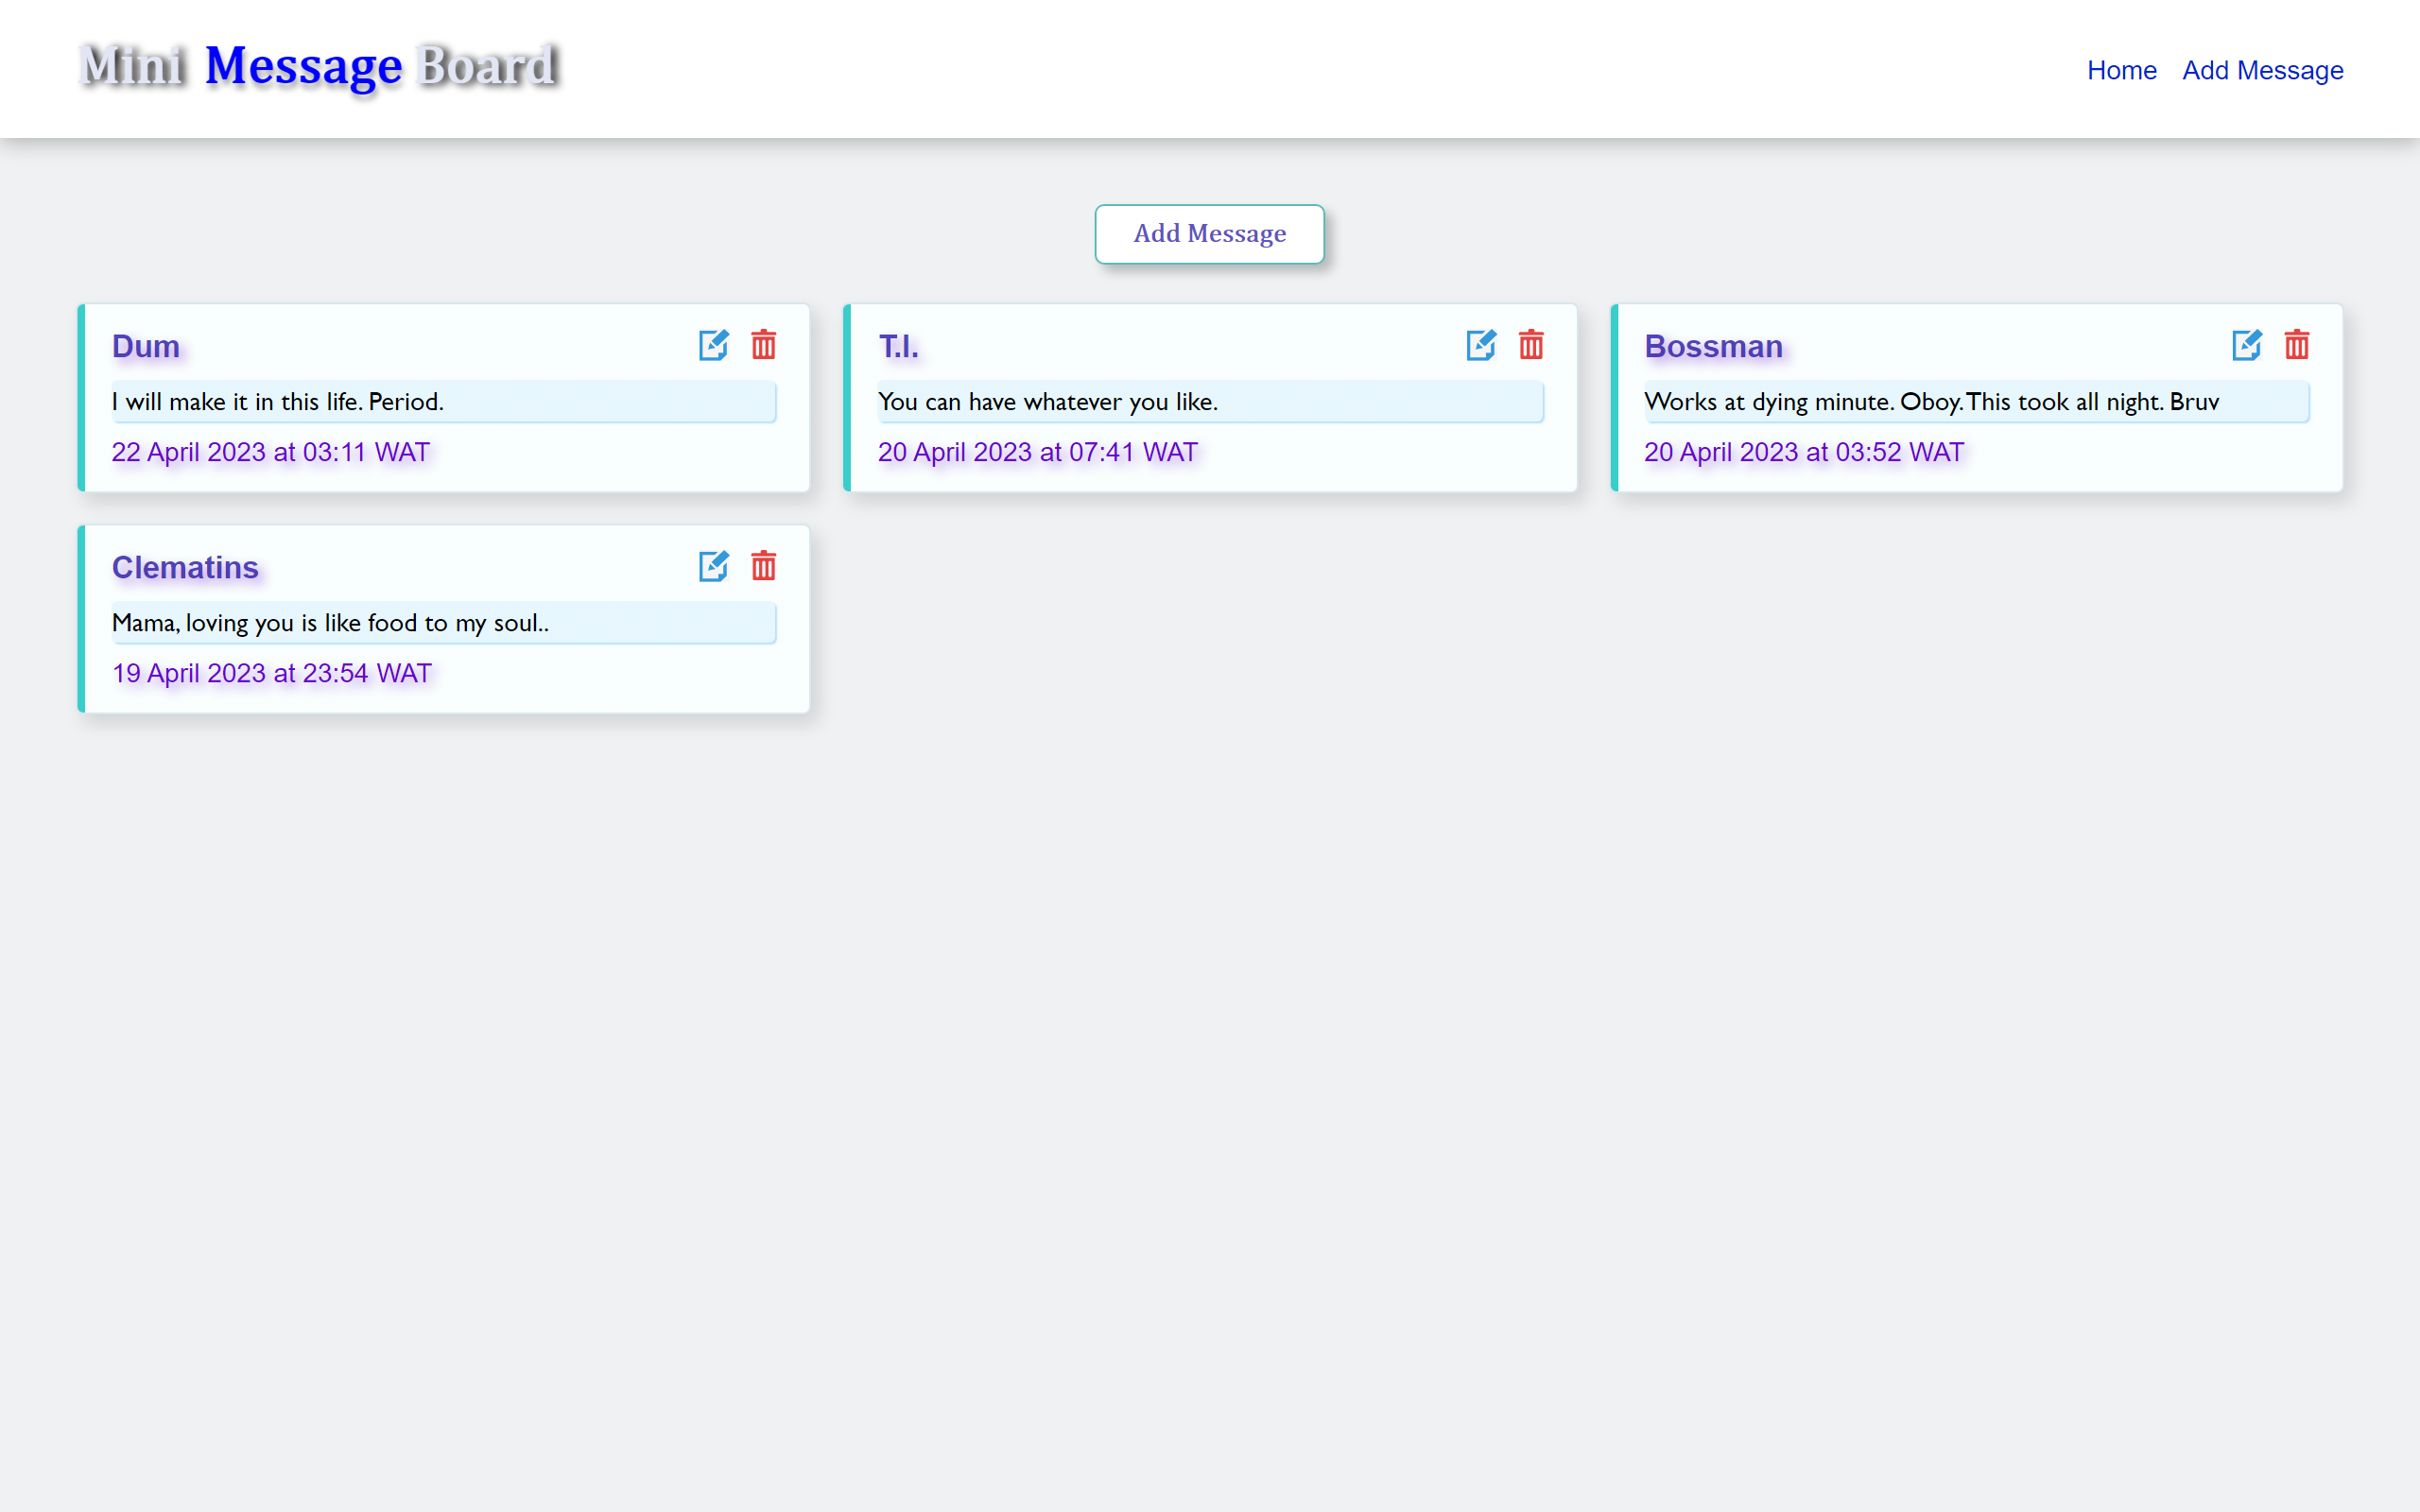 Mini Message Board
Home Add Message
Add Message
Dum
I will make it in this life. Period.
22 April 2023 at 03:11 WAT
T.I.
You can have whatever you like.
20 April 2023 at 07:41 WAT
Bossman
Works at dying minute. Oboy.This took all night. Bruv
20 April 2023 at 03:52 WAT
Clematins
Mama, loving you is like food to my soul..
19 April 2023 at 23:54 WAT